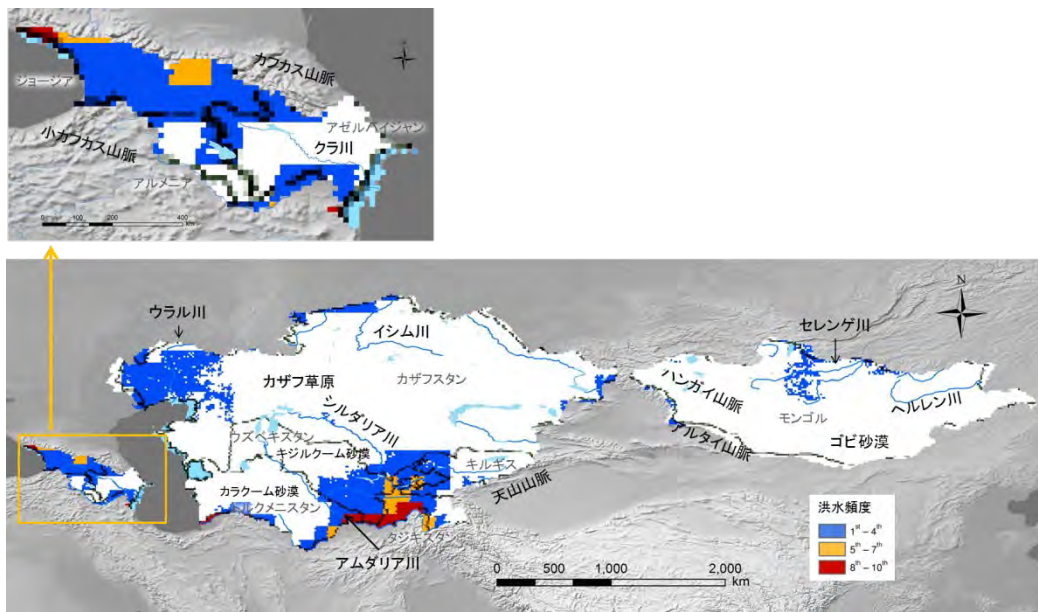 カフカス山脈
ジョージア
アゼルバイジャン
クラ川
小カフカス山脈
アルメニア
0 100 200 400
km
N
ウラル川
イシム川
セレンゲ川
カザフ草原
カザフスタン
ハンガイ山脈
シルダリア川
モンゴル
ヘルレン川
ウズベキスタン
アルタイ山脈
ゴビ砂漠
キジルクーム砂漠
キルギス
カラクーム砂漠
天山山脈
トルクメニスタン
洪水頻度
1st – 4th
5th – 7th
8th – 10th
タジキスタン
アムダリア川
0 500 1,000 2,000
km